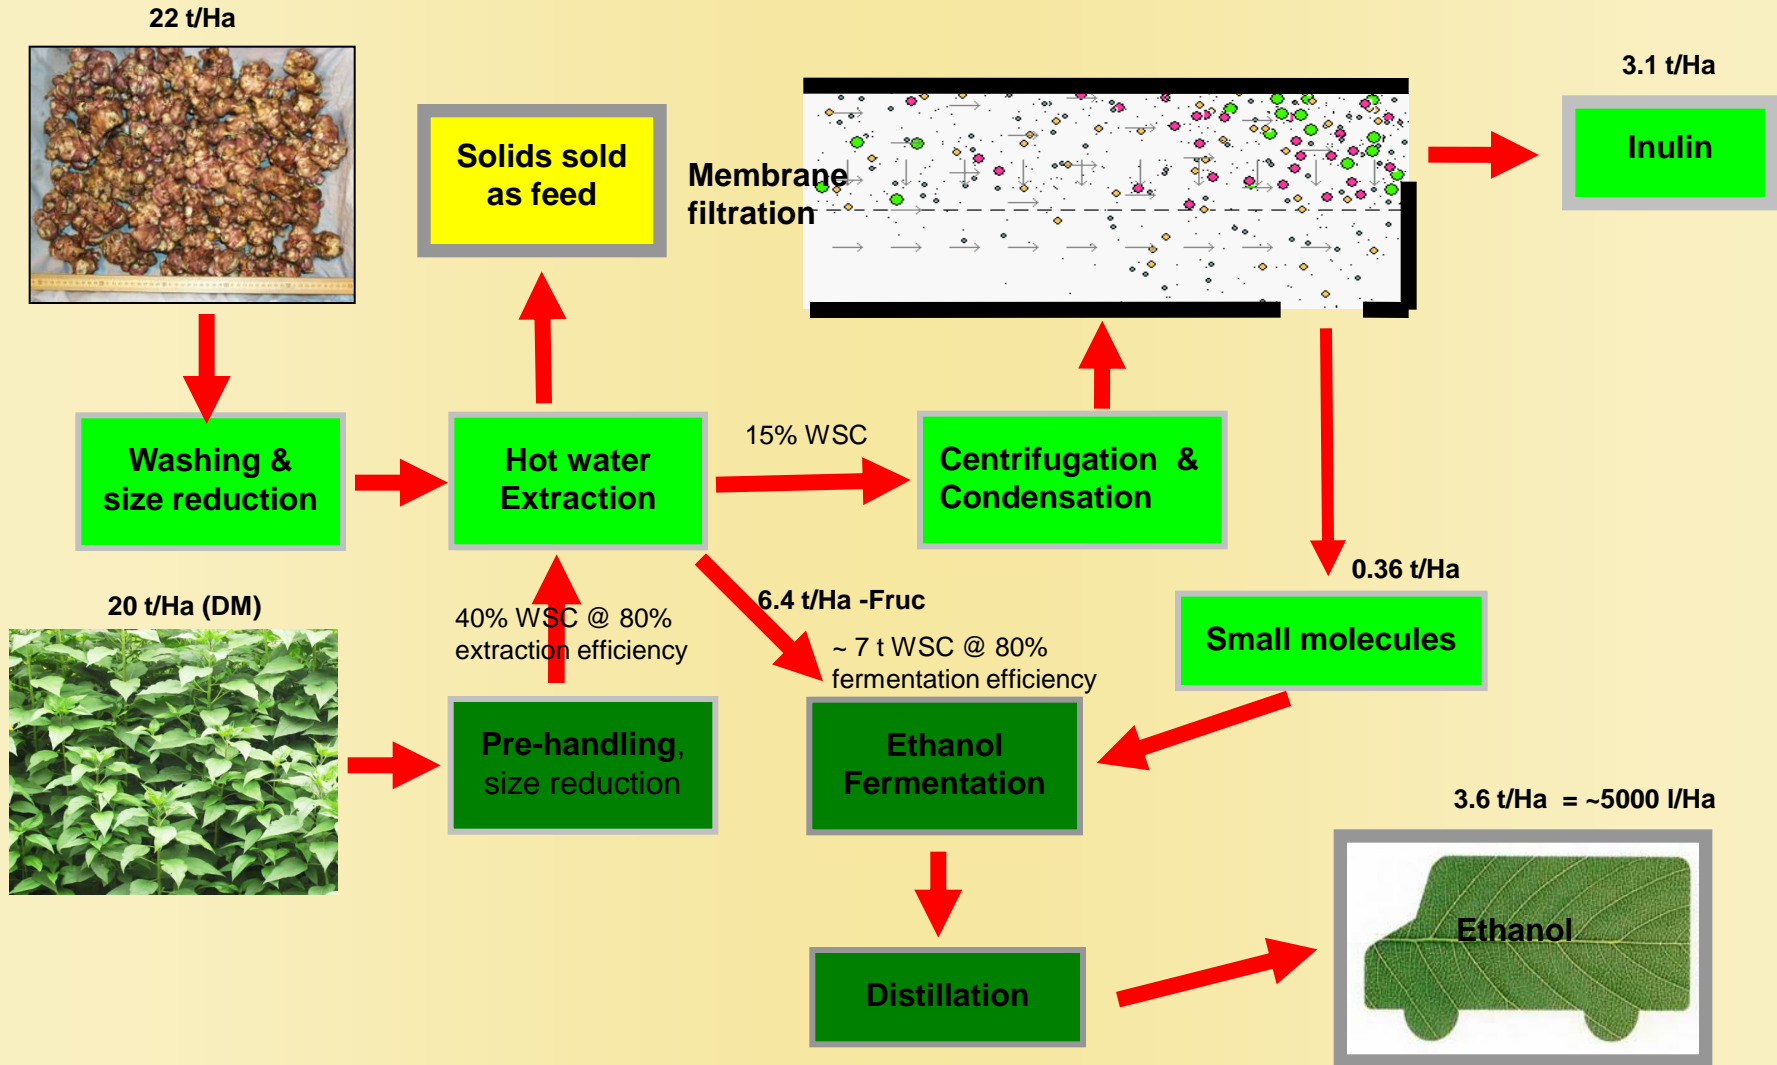 22 t/Ha
3.1 t/Ha
Solids sold
as feed
Membrane
filtration
Inulin
Washing &
size reduction
Hot water
Extraction
15% WSC
Centrifugation &
Condensation
20 t/Ha (DM)
40% WSC @ 80%
extraction efficiency
6.4 t/Ha -Fruc
~ 7 t WSC @ 80%
fermentation efficiency
0.36 t/Ha
Small molecules
Pre-handling,
size reduction
Ethanol
Fermentation
3.6 t/Ha = ~5000 l/Ha
Distillation
Ethanol